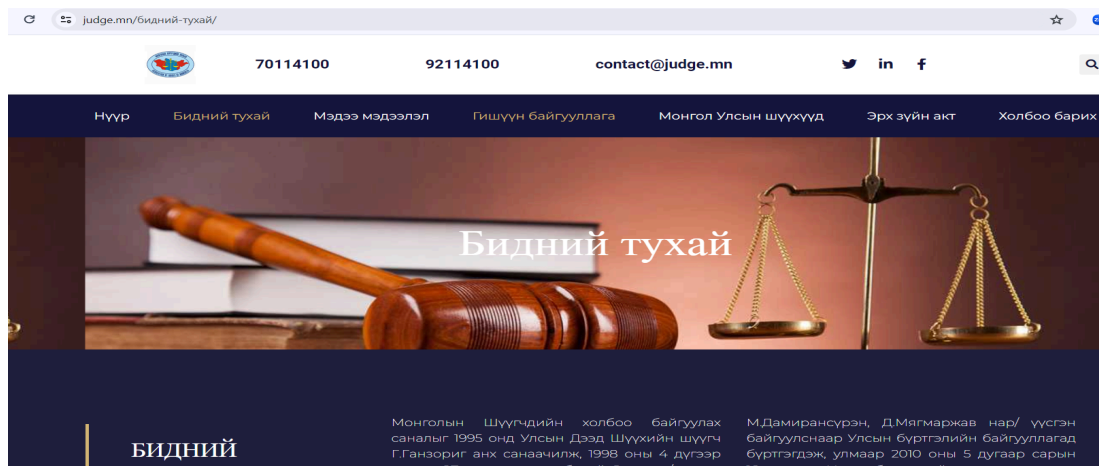 judge.mn/бидний-тухай/
70114100 92114100 contact@judge.mn
Нүүр Бидний тухай Мэдээ мэдээлэл Гишүүн байгууллага Монгол Улсын шүүхүүд Эрх зүйн акт Холбоо барих
Бидний тухай
БИДНИЙ
Монголын Шүүгчдийн холбоо байгуулах
саналыг 1995 онд Улсын Дээд Шүүхийн шүүгч
Г.Ганзориг анх санаачилж, 1998 оны 4 дүгээр
М.Дамирансүрэн, Д.Мягмаржав нар/ үүсгэн
байгуулснаар Улсын бүртгэлийн байгууллагад
бүртгэгдэж, улмаар 2010 оны 5 дугаар сарын